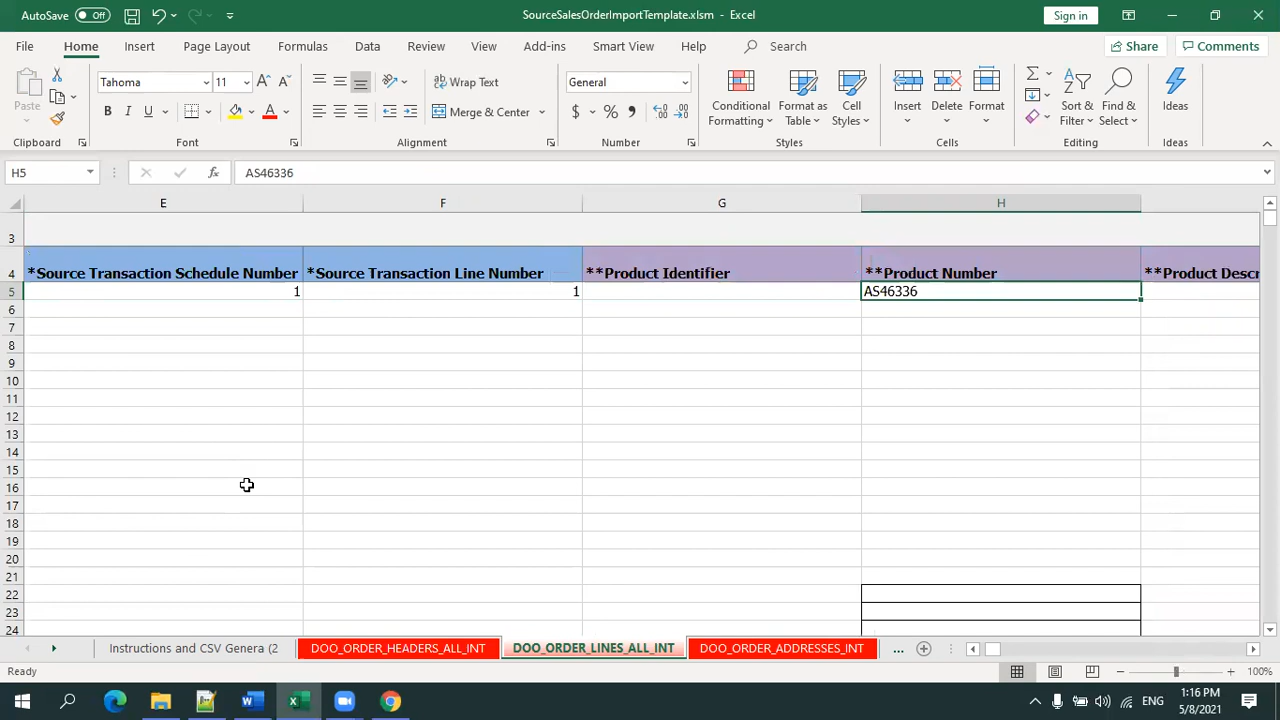 AutoSave Off SourceSalesOrderImportTemplate.xlsm - Excel Sign in
File Home Insert Page Layout Formulas Data Review View Add-ins Smart View Help Search Share Comments
Paste Tahoma 11 Wrap Text General Conditional Formatting Format as Table Cell Styles Insert Delete Format Sort & Filter Find & Select Ideas
B I U A Merge & Center $ % ,
Clipboard Font Alignment Number Styles Cells Editing Ideas
H5 fx AS46336
E F G H
3
4 *Source Transaction Schedule Number *Source Transaction Line Number **Product Identifier **Product Number **Product Descr
5 1 1 AS46336
6
7
8
9
10
11
12
13
14
15
16
17
18
19
20
21
22
23
24
Instructions and CSV Genera (2 DOO_ORDER_HEADERS_ALL_INT DOO_ORDER_LINES_ALL_INT DOO_ORDER_ADDRESSES_INT ...
Ready 100%
ENG 1:16 PM
5/8/2021